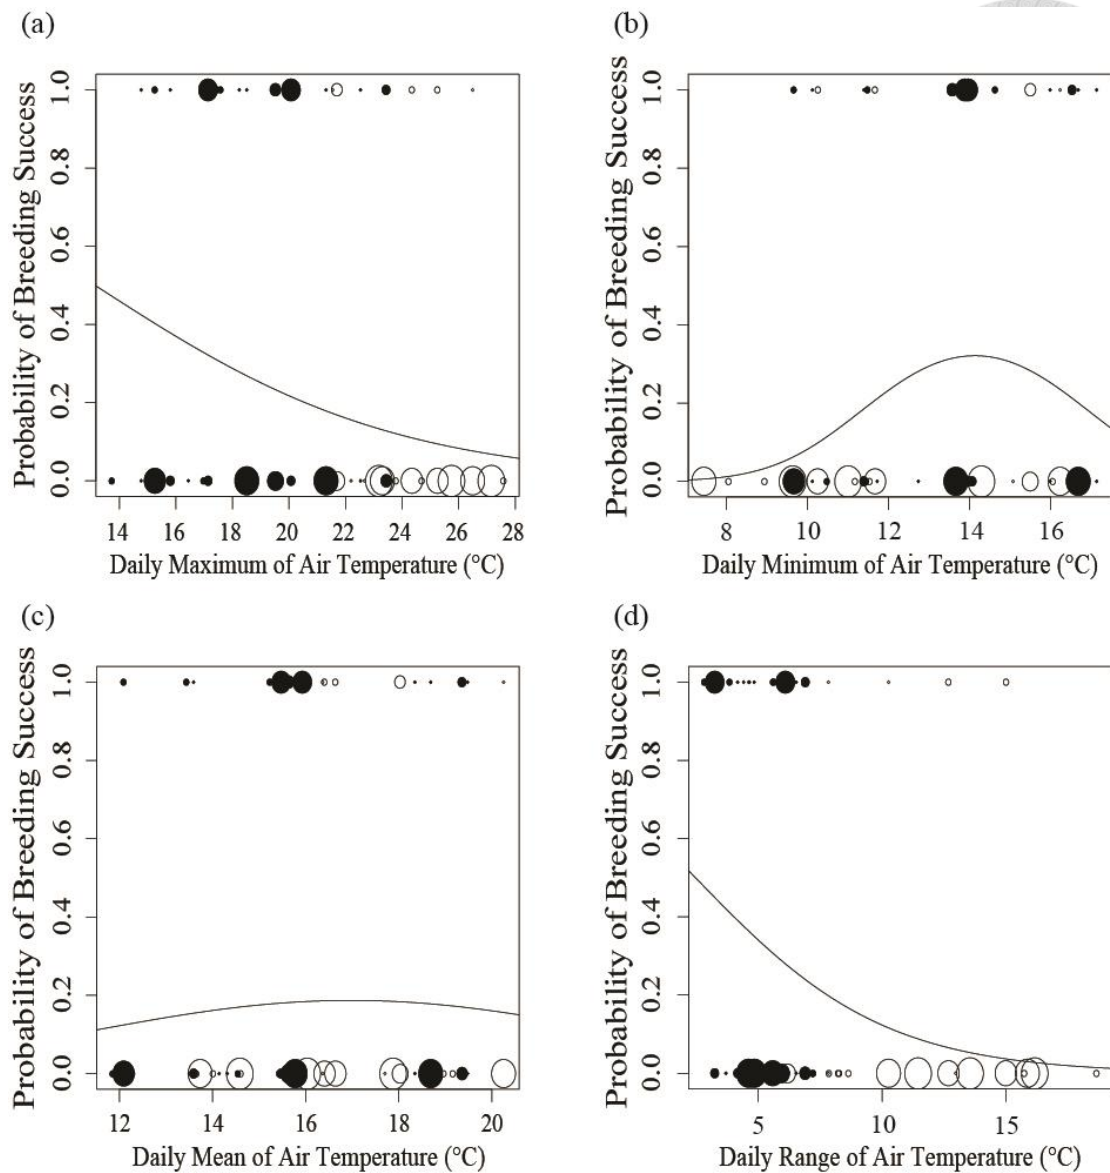 (a)
Probability of Breeding Success
1.0
0.8
0.6
0.4
0.2
0.0
14 16 18 20 22 24 26 28
Daily Maximum of Air Temperature (°C)
(b)
Probability of Breeding Success
1.0
0.8
0.6
0.4
0.2
0.0
8 10 12 14 16
Daily Minimum of Air Temperature (°C)
(c)
Probability of Breeding Success
1.0
0.8
0.6
0.4
0.2
0.0
12 14 16 18 20
Daily Mean of Air Temperature (°C)
(d)
Probability of Breeding Success
1.0
0.8
0.6
0.4
0.2
0.0
5 10 15
Daily Range of Air Temperature (°C)